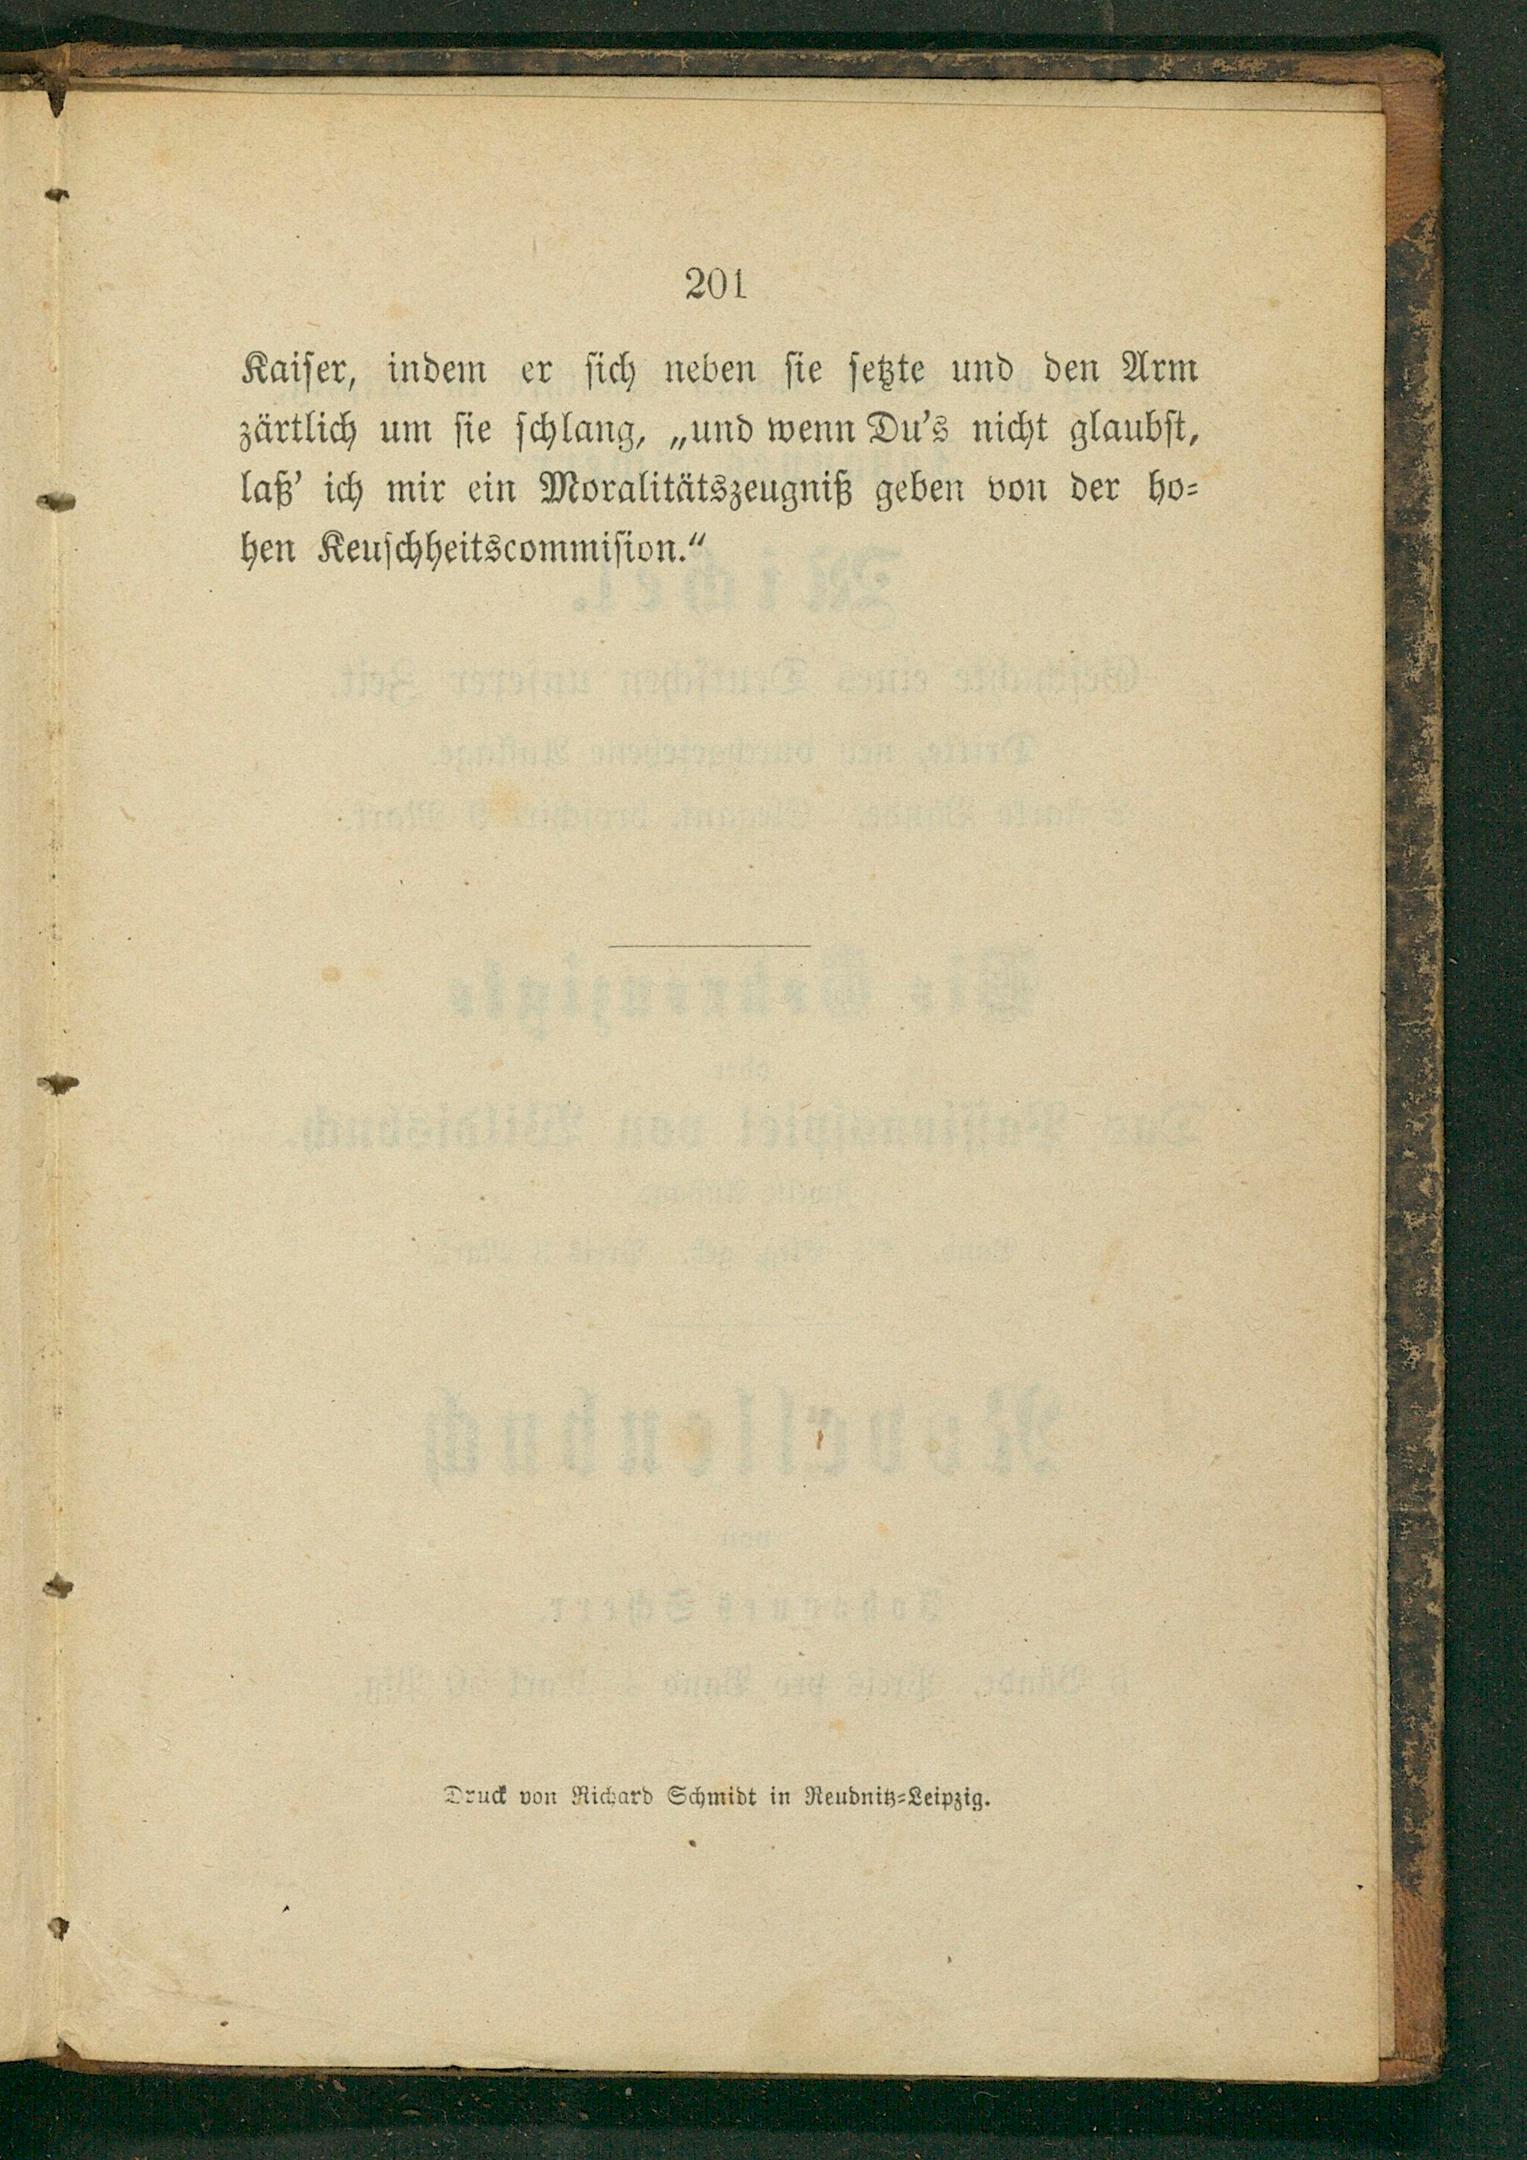 201
Kaiser, indem er sich neben sie setzte und den Arm
zärtlich um sie schlang, „und wenn Du's nicht glaubst,
laß' ich mir ein Moralitätszeugniß geben von der ho-
hen Keuschheitscommision.“
Druck von Richard Schmidt in Reudnitz-Leipzig.